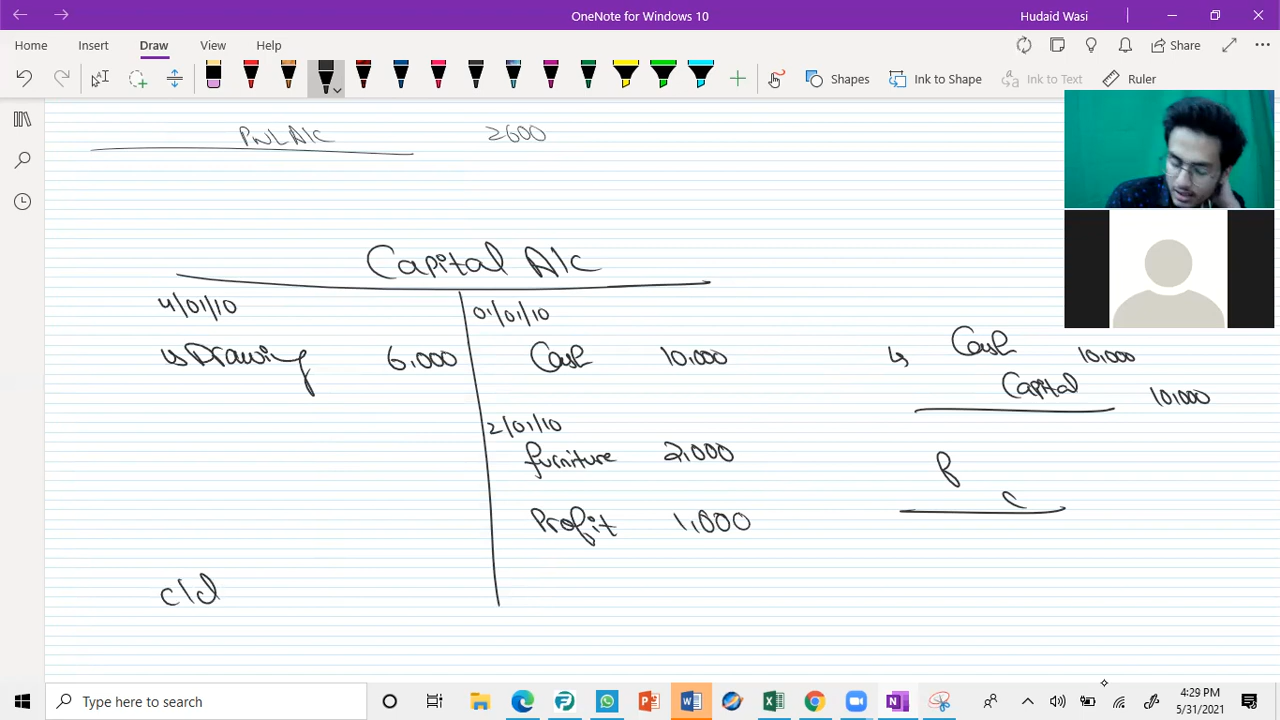 OneNote for Windows 10
Hudaid Wasi
Home Insert Draw View Help
Share
Shapes
Ink to Shape
Ink to Text
Ruler
PNL A/c 2600
Capital A/c
4/01/10
Drawing 6,000
c/d
01/01/10
Cash 10,000
2/01/10
furniture 2,000
Profit 1,000
Cash 10,000
Capital 10,000
f
c
Type here to search
4:29 PM
5/31/2021